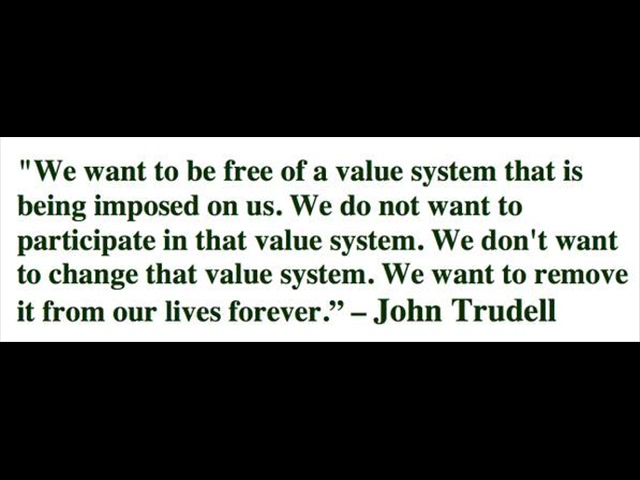 "We want to be free of a value system that is
being imposed on us. We do not want to
participate in that value system. We don't want
to change that value system. We want to remove
it from our lives forever.” – John Trudell